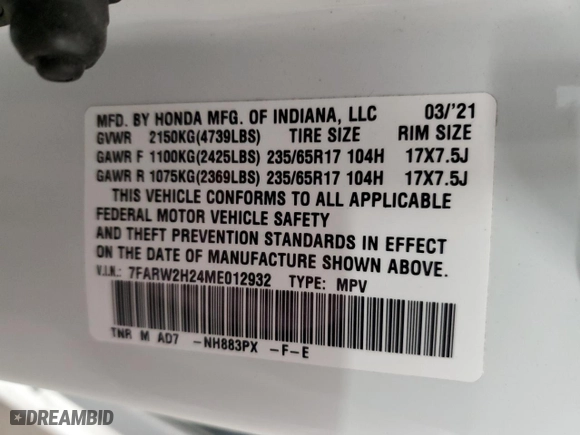 MFD. BY HONDA MFG. OF INDIANA, LLC 03/'21
GVWR 2150KG(4739LBS) TIRE SIZE RIM SIZE
GAWR F 1100KG(2425LBS) 235/65R17 104H 17X7.5J
GAWR R 1075KG(2369LBS) 235/65R17 104H 17X7.5J
THIS VEHICLE CONFORMS TO ALL APPLICABLE
FEDERAL MOTOR VEHICLE SAFETY
AND THEFT PREVENTION STANDARDS IN EFFECT
ON THE DATE OF MANUFACTURE SHOWN ABOVE.
V.I.N.: 7FARW2H24ME012932 TYPE: MPV
TNR M AD7 -NH883PX -F-E
DREAMBID